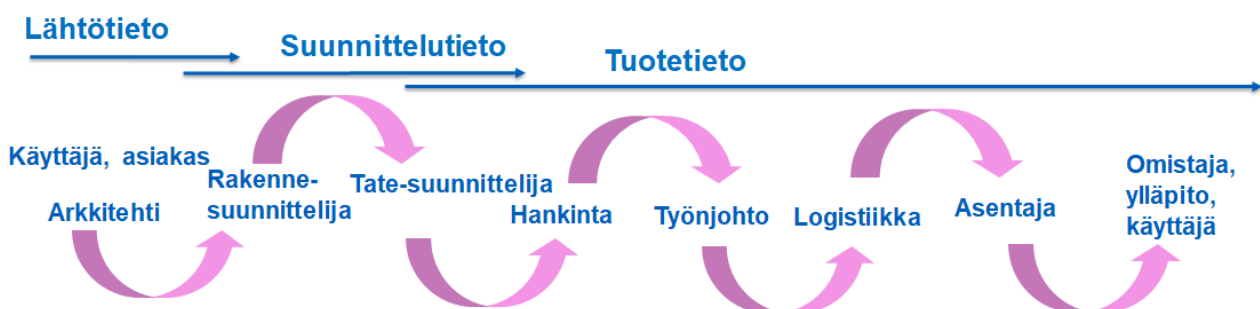 Lähtötieto
Suunnittelutieto
Tuotetieto
Käyttäjä, asiakas
Arkkitehti
Rakenne-
suunnittelija
Tate-suunnittelija
Hankinta
Työnjohto
Logistiikka
Asentaja
Omistaja,
ylläpito,
käyttäjä